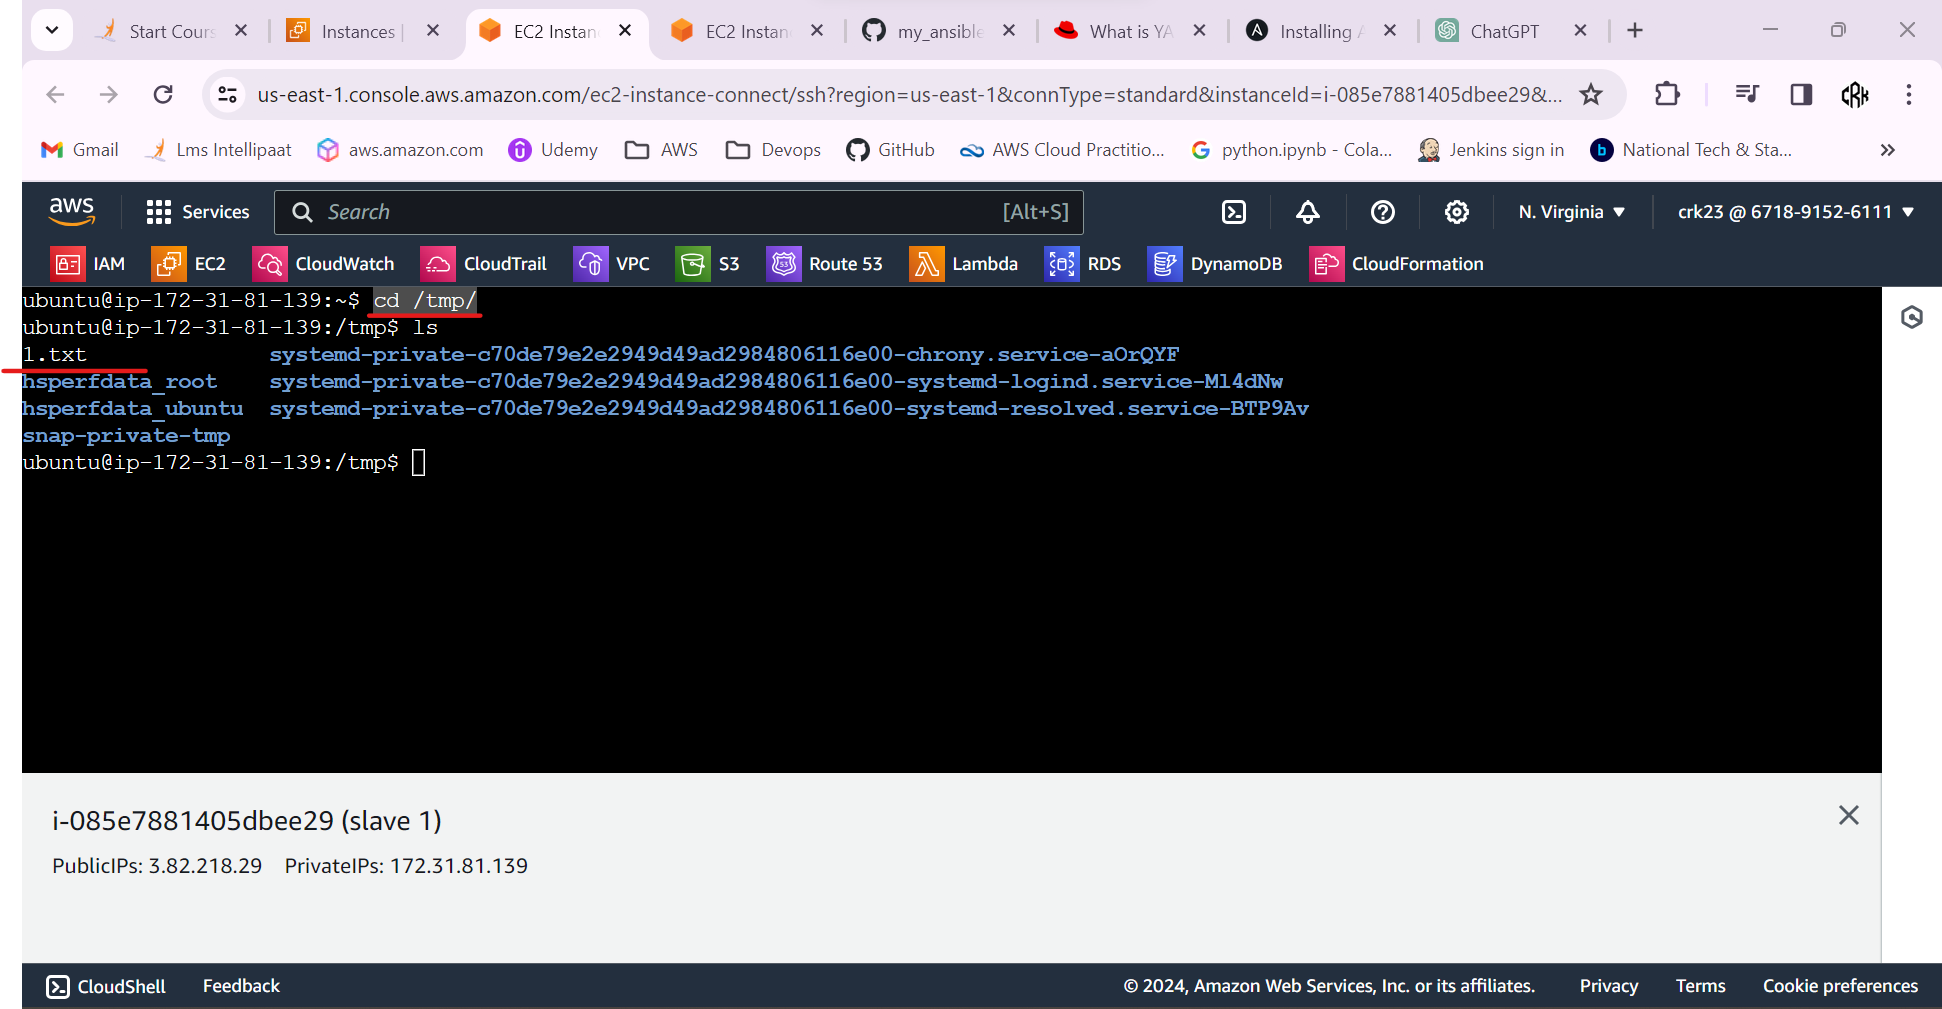 Start Cours
Instances |
EC2 Instan
EC2 Instan
my_ansible
What is YA
Installing A
ChatGPT
us-east-1.console.aws.amazon.com/ec2-instance-connect/ssh?region=us-east-1&connType=standard&instanceId=i-085e7881405dbee29&...
CRK
Gmail
Lms Intellipaat
aws.amazon.com
Udemy
AWS
Devops
GitHub
AWS Cloud Practitio...
python.ipynb - Cola...
Jenkins sign in
National Tech & Sta...
aws
Services
Search
[Alt+S]
N. Virginia
crk23 @ 6718-9152-6111
IAM
EC2
CloudWatch
CloudTrail
VPC
S3
Route 53
Lambda
RDS
DynamoDB
CloudFormation
ubuntu@ip-172-31-81-139:~$ cd /tmp/
ubuntu@ip-172-31-81-139:/tmp$ ls
1.txt systemd-private-c70de79e2e2949d49ad2984806116e00-chrony.service-aOrQYF
hsperfdata_root systemd-private-c70de79e2e2949d49ad2984806116e00-systemd-logind.service-Ml4dNw
hsperfdata_ubuntu systemd-private-c70de79e2e2949d49ad2984806116e00-systemd-resolved.service-BTP9Av
snap-private-tmp
ubuntu@ip-172-31-81-139:/tmp$
i-085e7881405dbee29 (slave 1)
PublicIPs: 3.82.218.29 PrivateIPs: 172.31.81.139
CloudShell
Feedback
© 2024, Amazon Web Services, Inc. or its affiliates.
Privacy
Terms
Cookie preferences